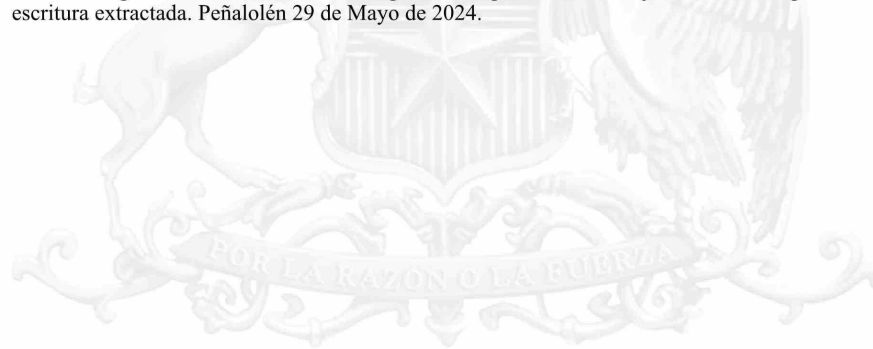 escritura extractada. Peñalolén 29 de Mayo de 2024.
POR LA RAZON O LA FUERZA